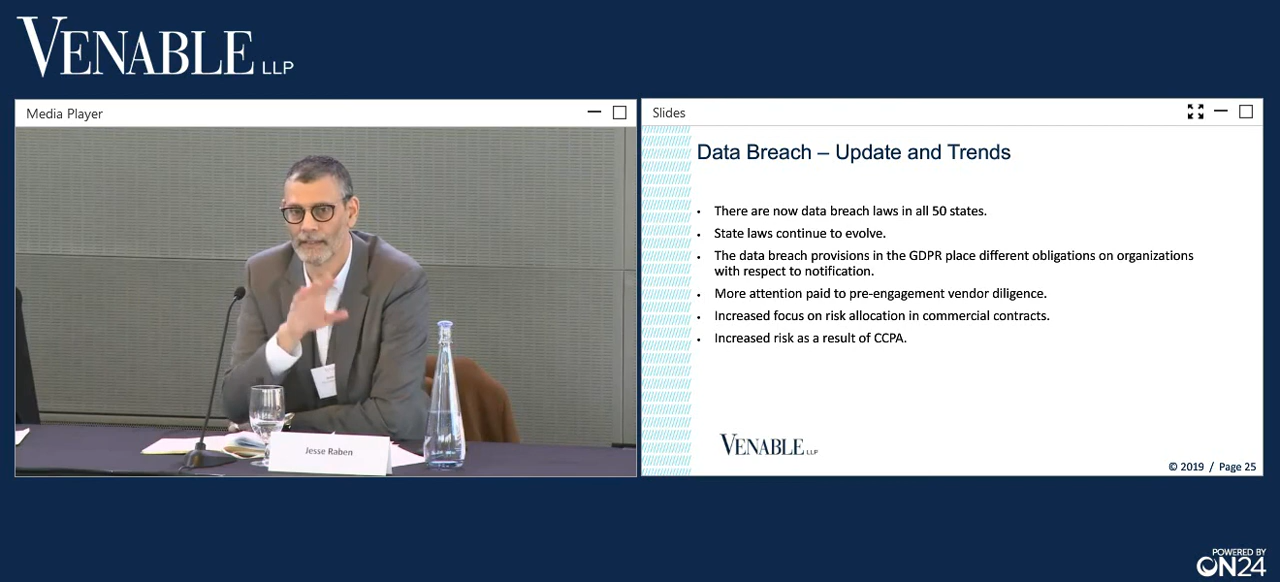 VENABLE LLP
Media Player
Jesse Raben
Slides
Data Breach – Update and Trends
• There are now data breach laws in all 50 states.
• State laws continue to evolve.
• The data breach provisions in the GDPR place different obligations on organizations
with respect to notification.
• More attention paid to pre-engagement vendor diligence.
• Increased focus on risk allocation in commercial contracts.
• Increased risk as a result of CCPA.
VENABLE LLP
© 2019 / Page 25
POWERED BY
ON24